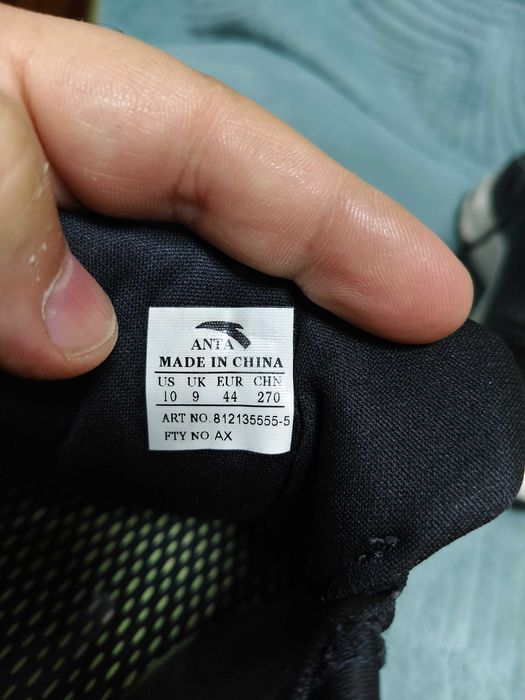 ANTA
MADE IN CHINA
US UK EUR CHN
10 9 44 270
ART NO. 812135555-5
FTY NO. AX